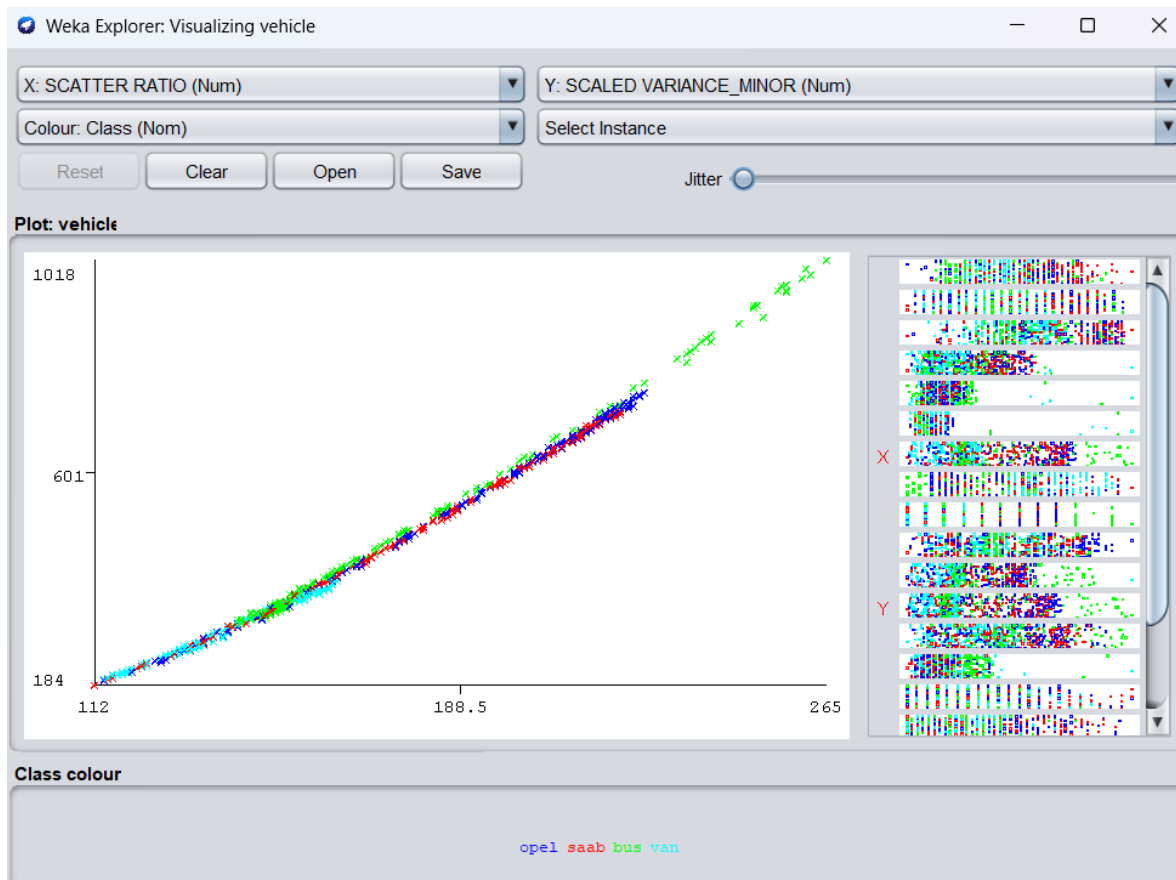 Weka Explorer: Visualizing vehicle
X: SCATTER RATIO (Num) Y: SCALED VARIANCE_MINOR (Num)
Colour: Class (Nom) Select Instance
Reset Clear Open Save Jitter
Plot: vehicle
1018
601
184
112 188.5 265
X
Y
Class colour
opel saab bus van